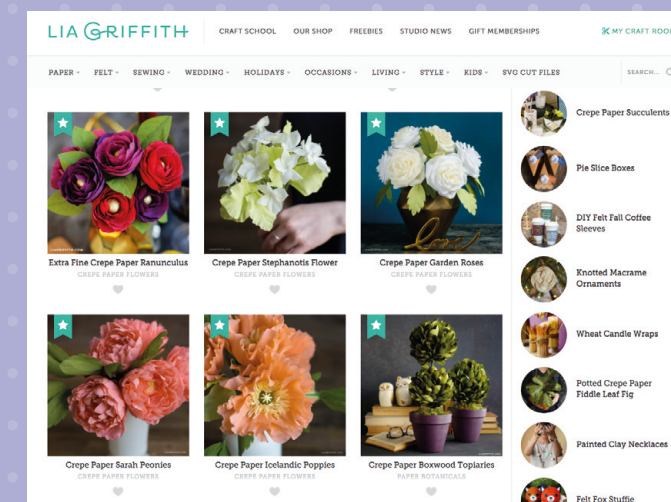 LIA GRIFFITH
CRAFT SCHOOL OUR SHOP FREEBIES STUDIO NEWS GIFT MEMBERSHIPS
MY CRAFT ROOM
PAPER FELT SEWING WEDDING HOLIDAYS OCCASIONS LIVING STYLE KIDS SVG CUT FILES
SEARCH...
Extra Fine Crepe Paper Ranunculus
CREPE PAPER FLOWERS
Crepe Paper Stephanotis Flower
CREPE PAPER FLOWERS
love
Crepe Paper Garden Roses
CREPE PAPER FLOWERS
Crepe Paper Sarah Peonies
CREPE PAPER FLOWERS
Crepe Paper Icelandic Poppies
CREPE PAPER FLOWERS
Crepe Paper Boxwood Topiaries
PAPER BOTANICALS
Crepe Paper Succulents
Pie Slice Boxes
DIY Felt Fall Coffee
Sleeves
Knotted Macrame
Ornaments
Wheat Candle Wraps
Potted Crepe Paper
Fiddle Leaf Fig
Painted Clay Necklaces
Felt Fox Stuffie